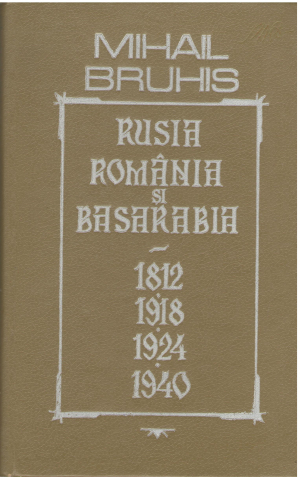 MIHAIL
BRUHIS
RUSIA
ROMÂNIA
ȘI
BASARABIA
~
1812
1918
1924
1940